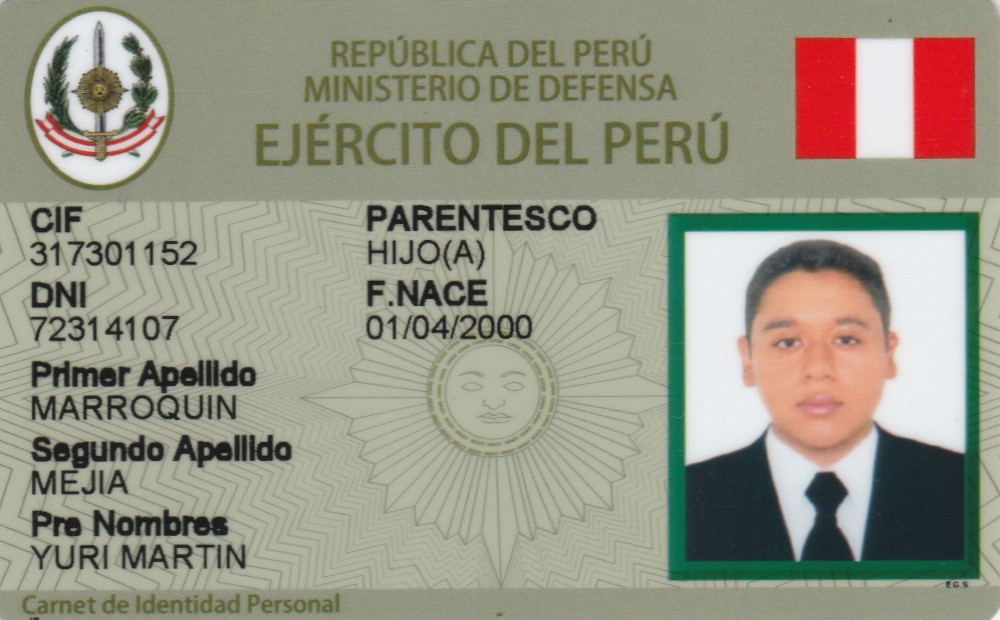 REPÚBLICA DEL PERÚ
MINISTERIO DE DEFENSA
EJÉRCITO DEL PERÚ
CIF
317301152
PARENTESCO
HIJO(A)
DNI
72314107
F.NACE
01/04/2000
Primer Apellido
MARROQUIN
Segundo Apellido
MEJIA
Pre Nombres
YURI MARTIN
E.G.S.
Carnet de Identidad Personal